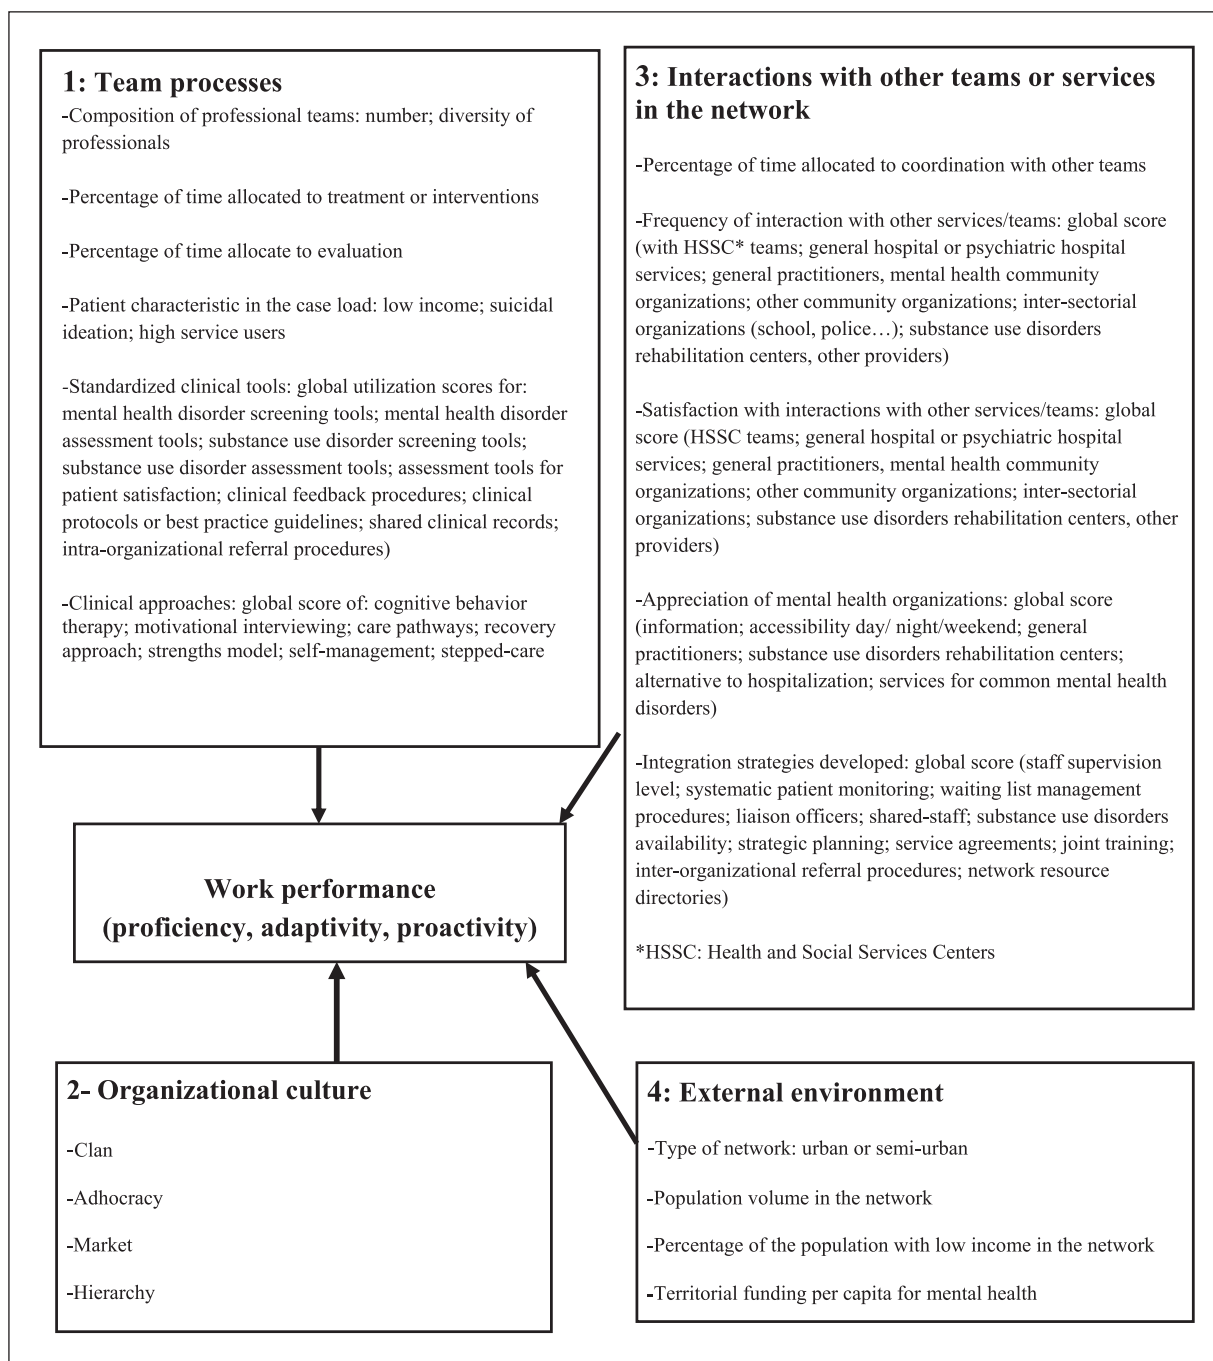 1: Team processes
-Composition of professional teams: number; diversity of
professionals
-Percentage of time allocated to treatment or interventions
-Percentage of time allocate to evaluation
-Patient characteristic in the case load: low income; suicidal
ideation; high service users
-Standardized clinical tools: global utilization scores for:
mental health disorder screening tools; mental health disorder
assessment tools; substance use disorder screening tools;
substance use disorder assessment tools; assessment tools for
patient satisfaction; clinical feedback procedures; clinical
protocols or best practice guidelines; shared clinical records;
intra-organizational referral procedures)
-Clinical approaches: global score of: cognitive behavior
therapy; motivational interviewing; care pathways; recovery
approach; strengths model; self-management; stepped-care
3: Interactions with other teams or services
in the network
-Percentage of time allocated to coordination with other teams
-Frequency of interaction with other services/teams: global score
(with HSSC* teams; general hospital or psychiatric hospital
services; general practitioners, mental health community
organizations; other community organizations; inter-sectorial
organizations (school, police…); substance use disorders
rehabilitation centers, other providers)
-Satisfaction with interactions with other services/teams: global
score (HSSC teams; general hospital or psychiatric hospital
services; general practitioners, mental health community
organizations; other community organizations; inter-sectorial
organizations; substance use disorders rehabilitation centers, other
providers)
-Appreciation of mental health organizations: global score
(information; accessibility day/ night/weekend; general
practitioners; substance use disorders rehabilitation centers;
alternative to hospitalization; services for common mental health
disorders)
-Integration strategies developed: global score (staff supervision
level; systematic patient monitoring; waiting list management
procedures; liaison officers; shared-staff; substance use disorders
availability; strategic planning; service agreements; joint training;
inter-organizational referral procedures; network resource
directories)
*HSSC: Health and Social Services Centers
Work performance
(proficiency, adaptivity, proactivity)
2- Organizational culture
-Clan
-Adhocracy
-Market
-Hierarchy
4: External environment
-Type of network: urban or semi-urban
-Population volume in the network
-Percentage of the population with low income in the network
-Territorial funding per capita for mental health